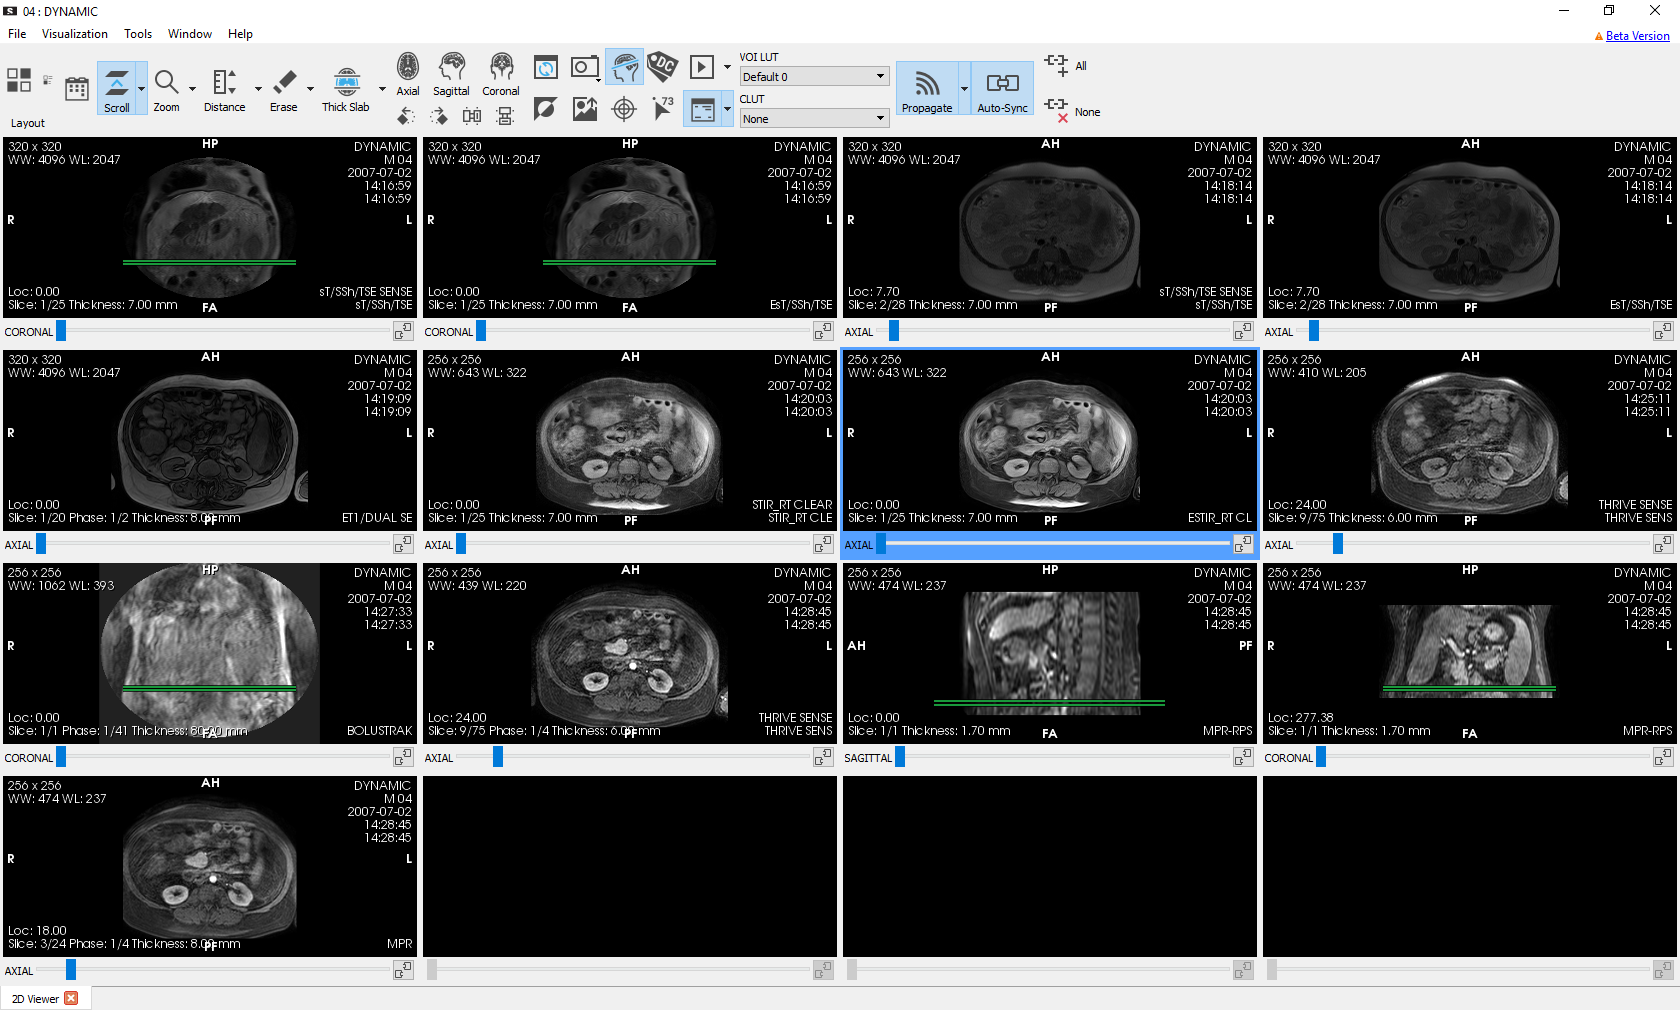 04 : DYNAMIC
File Visualization Tools Window Help
Beta Version
Layout
Scroll
Zoom
Distance
Erase
Thick Slab
Axial
Sagittal
Coronal
DC
73
VOI LUT
Default 0
CLUT
None
Propagate
Auto-Sync
All
None
320 x 320
WW: 4096 WL: 2047
HP
DYNAMIC
M 04
2007-07-02
14:16:59
14:16:59
R
L
Loc: 0.00
Slice: 1/25 Thickness: 7.00 mm
FA
sT/SSh/TSE SENSE
sT/SSh/TSE
CORONAL
320 x 320
WW: 4096 WL: 2047
HP
DYNAMIC
M 04
2007-07-02
14:16:59
14:16:59
R
L
Loc: 0.00
Slice: 1/25 Thickness: 7.00 mm
FA
EsT/SSh/TSE
CORONAL
320 x 320
WW: 4096 WL: 2047
AH
DYNAMIC
M 04
2007-07-02
14:18:14
14:18:14
R
L
Loc: 7.70
Slice: 2/28 Thickness: 7.00 mm
PF
sT/SSh/TSE SENSE
sT/SSh/TSE
AXIAL
320 x 320
WW: 4096 WL: 2047
AH
DYNAMIC
M 04
2007-07-02
14:18:14
14:18:14
R
L
Loc: 7.70
Slice: 2/28 Thickness: 7.00 mm
PF
EsT/SSh/TSE
AXIAL
320 x 320
WW: 4096 WL: 2047
AH
DYNAMIC
M 04
2007-07-02
14:19:09
14:19:09
R
L
Loc: 0.00
Slice: 1/20 Phase: 1/2 Thickness: 8.00 mm
PF
ET1/DUAL SE
AXIAL
256 x 256
WW: 643 WL: 322
AH
DYNAMIC
M 04
2007-07-02
14:20:03
14:20:03
R
L
Loc: 0.00
Slice: 1/25 Thickness: 7.00 mm
PF
STIR_RT CLEAR
STIR_RT CLE
AXIAL
256 x 256
WW: 643 WL: 322
AH
DYNAMIC
M 04
2007-07-02
14:20:03
14:20:03
R
L
Loc: 0.00
Slice: 1/25 Thickness: 7.00 mm
PF
ESTIR_RT CL
AXIAL
256 x 256
WW: 410 WL: 205
AH
DYNAMIC
M 04
2007-07-02
14:25:11
14:25:11
R
L
Loc: 24.00
Slice: 9/75 Thickness: 6.00 mm
PF
THRIVE SENSE
THRIVE SENS
AXIAL
256 x 256
WW: 1062 WL: 393
HP
DYNAMIC
M 04
2007-07-02
14:27:33
14:27:33
R
L
Loc: 0.00
Slice: 1/1 Phase: 1/41 Thickness: 80.00 mm
FA
BOLUSTRAK
CORONAL
256 x 256
WW: 439 WL: 220
AH
DYNAMIC
M 04
2007-07-02
14:28:45
14:28:45
R
L
Loc: 24.00
Slice: 9/75 Phase: 1/4 Thickness: 6.00 mm
PF
THRIVE SENSE
THRIVE SENS
AXIAL
256 x 256
WW: 474 WL: 237
HP
DYNAMIC
M 04
2007-07-02
14:28:45
14:28:45
AH
PF
Loc: 0.00
Slice: 1/1 Thickness: 1.70 mm
FA
MPR-RPS
SAGITTAL
256 x 256
WW: 474 WL: 237
HP
DYNAMIC
M 04
2007-07-02
14:28:45
14:28:45
R
L
Loc: 277.38
Slice: 1/1 Thickness: 1.70 mm
FA
MPR-RPS
CORONAL
256 x 256
WW: 474 WL: 237
AH
DYNAMIC
M 04
2007-07-02
14:28:45
14:28:45
R
L
Loc: 18.00
Slice: 3/24 Phase: 1/4 Thickness: 8.00 mm
PF
MPR
AXIAL
2D Viewer